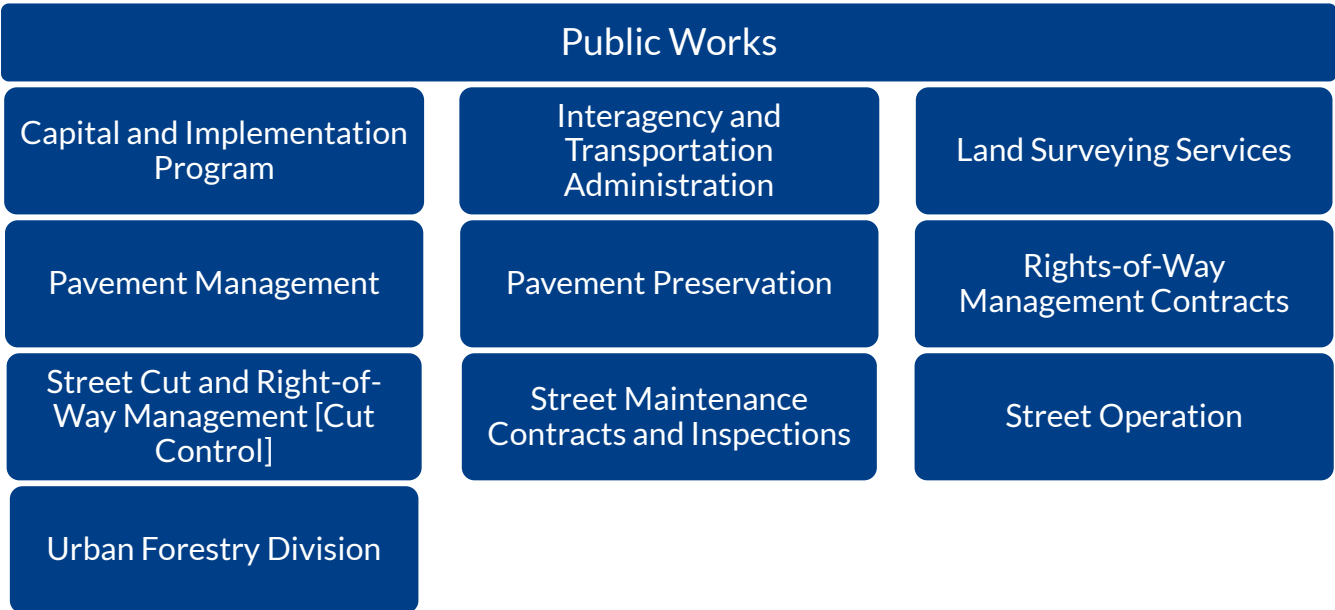 Public Works
Capital and Implementation
Program
Interagency and
Transportation
Administration
Land Surveying Services
Pavement Management
Pavement Preservation
Rights-of-Way
Management Contracts
Street Cut and Right-of-
Way Management [Cut
Control]
Street Maintenance
Contracts and Inspections
Street Operation
Urban Forestry Division